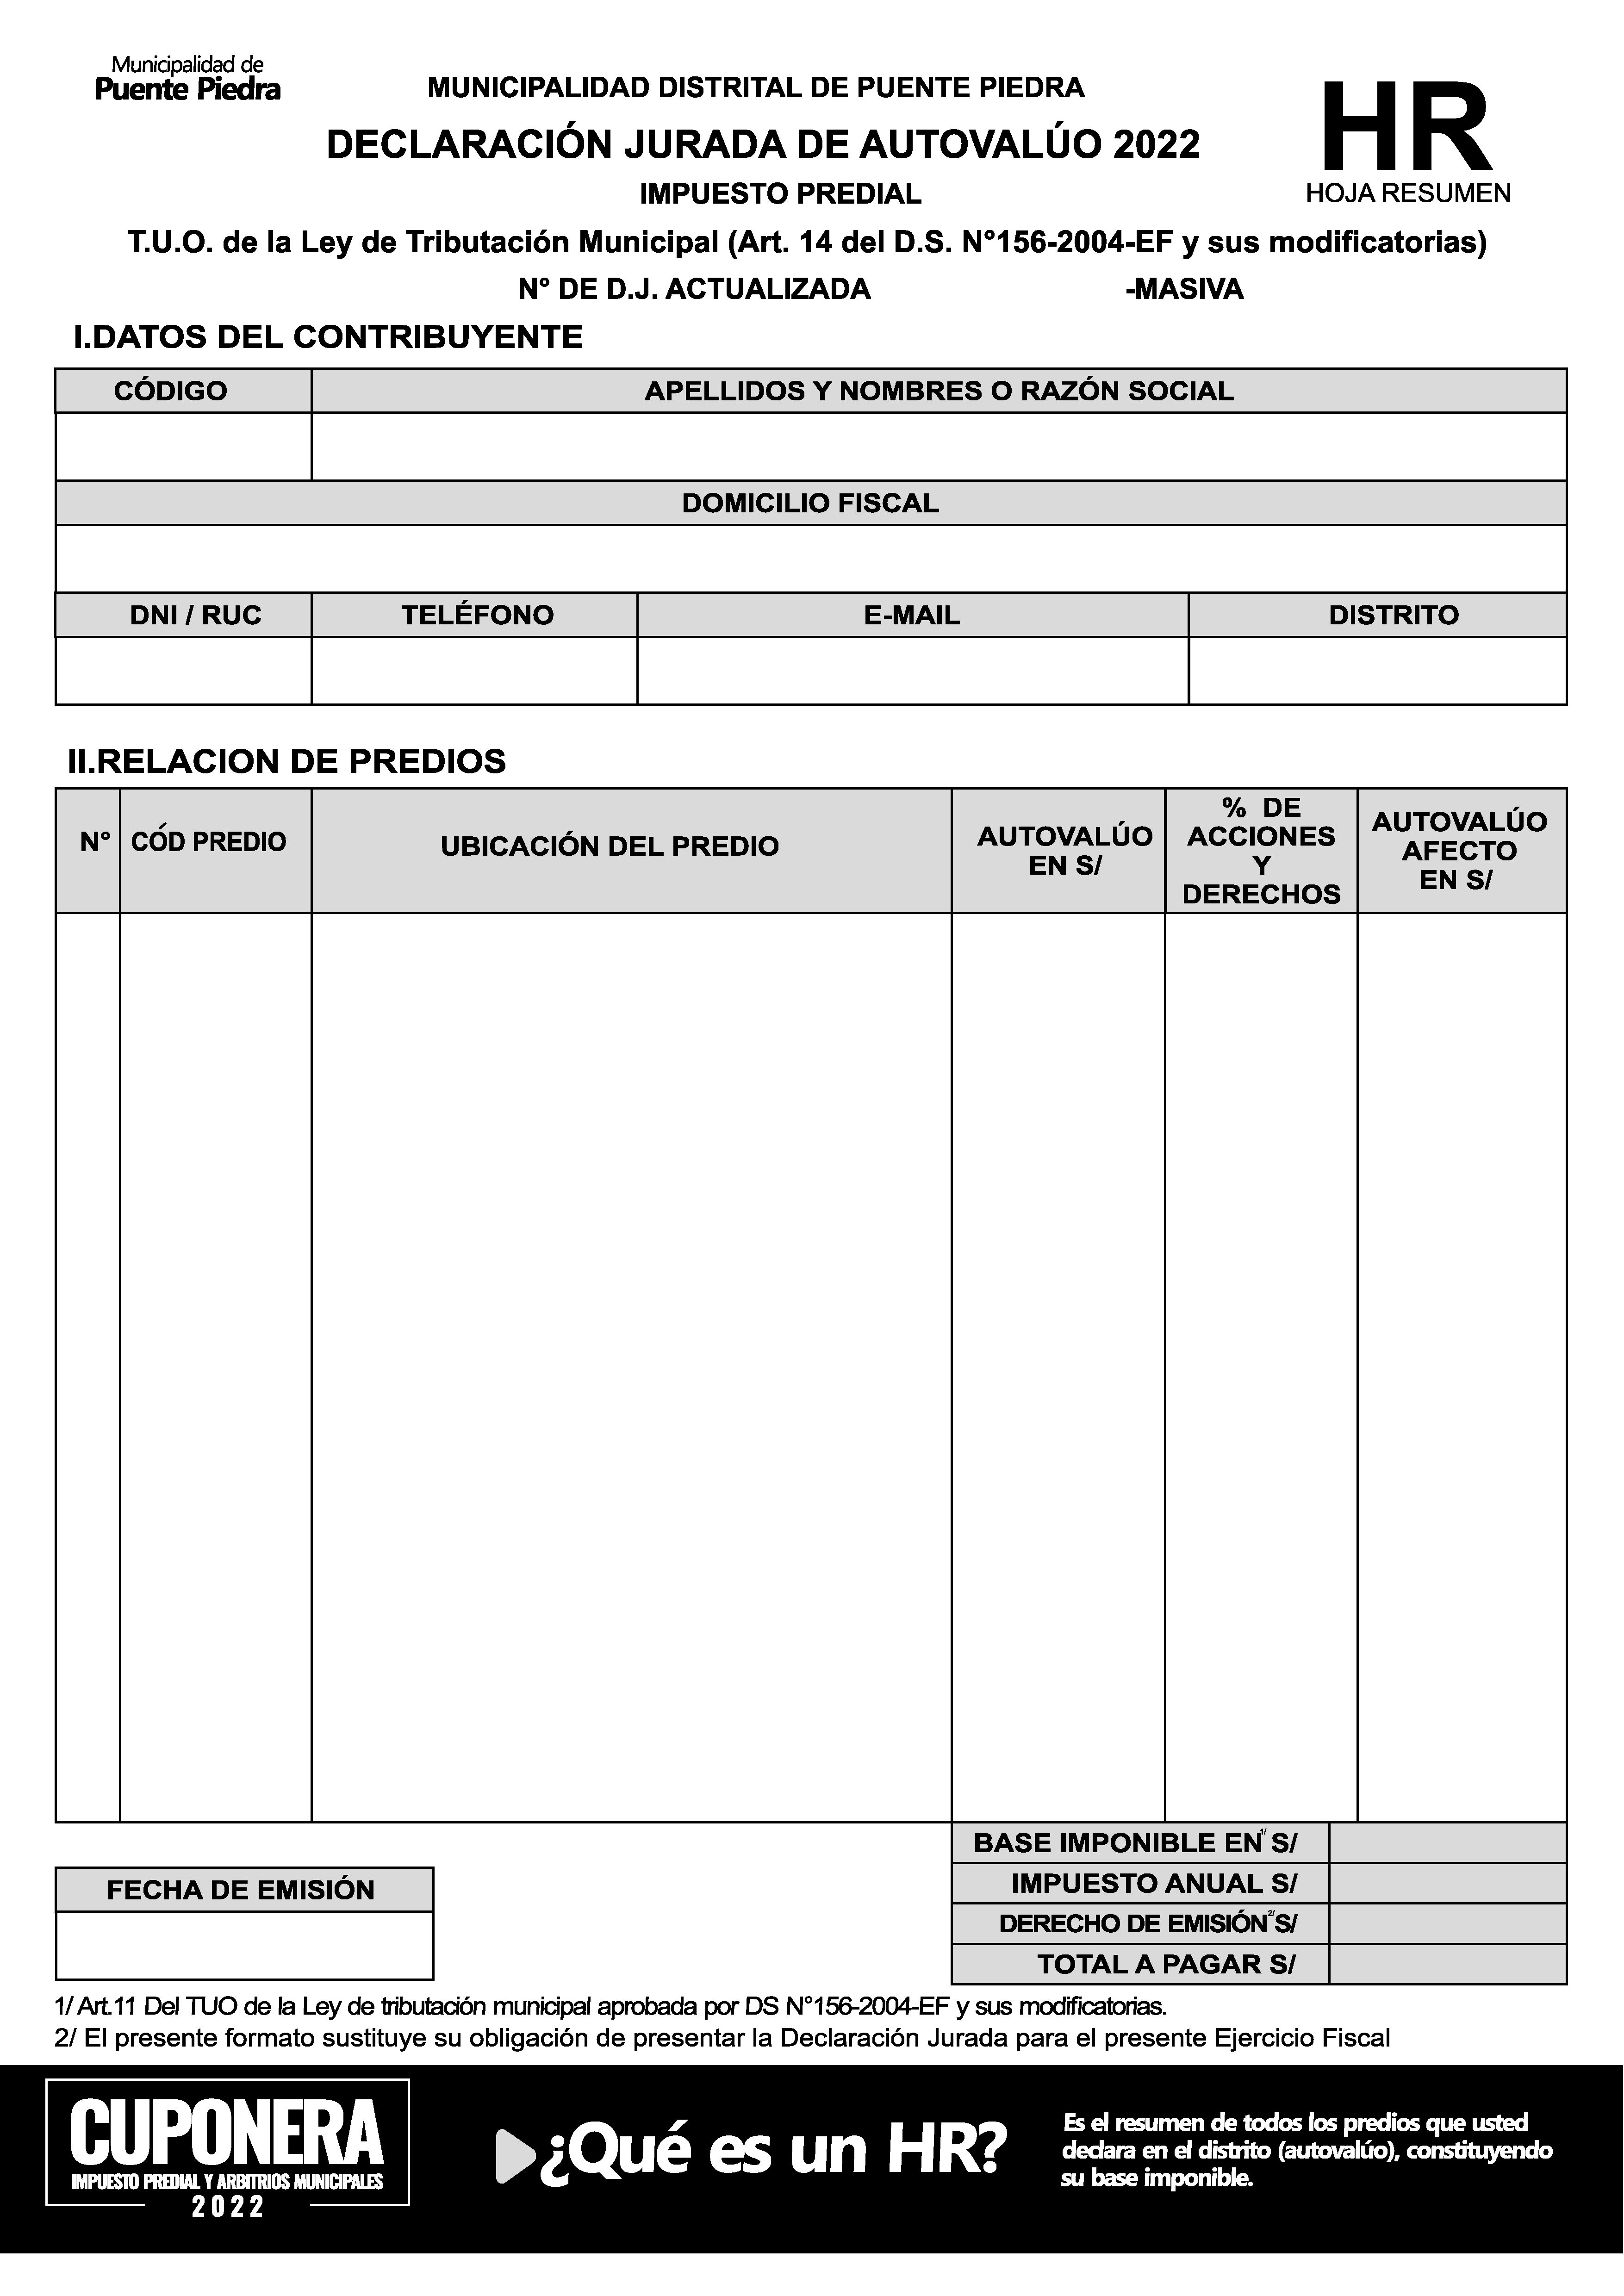 Municipalidad de
Puente Piedra
MUNICIPALIDAD DISTRITAL DE PUENTE PIEDRA
DECLARACIÓN JURADA DE AUTOVALÚO 2022
IMPUESTO PREDIAL
HR
HOJA RESUMEN
T.U.O. de la Ley de Tributación Municipal (Art. 14 del D.S. N°156-2004-EF y sus modificatorias)
N° DE D.J. ACTUALIZADA -MASIVA
I.DATOS DEL CONTRIBUYENTE
CÓDIGO APELLIDOS Y NOMBRES O RAZÓN SOCIAL
DOMICILIO FISCAL
DNI / RUC TELÉFONO E-MAIL DISTRITO
II.RELACION DE PREDIOS
N°
CÓD PREDIO
UBICACIÓN DEL PREDIO
AUTOVALÚO
EN S/
% DE
ACCIONES
Y
DERECHOS
AUTOVALÚO
AFECTO
EN S/
BASE IMPONIBLE EN 1/ S/
IMPUESTO ANUAL S/
DERECHO DE EMISIÓN 2/ S/
TOTAL A PAGAR S/
FECHA DE EMISIÓN
1/ Art.11 Del TUO de la Ley de tributación municipal aprobada por DS N°156-2004-EF y sus modificatorias.
2/ El presente formato sustituye su obligación de presentar la Declaración Jurada para el presente Ejercicio Fiscal
CUPONERA
IMPUESTO PREDIAL Y ARBITRIOS MUNICIPALES
2022
¿Qué es un HR?
Es el resumen de todos los predios que usted
declara en el distrito (autovalúo), constituyendo
su base imponible.